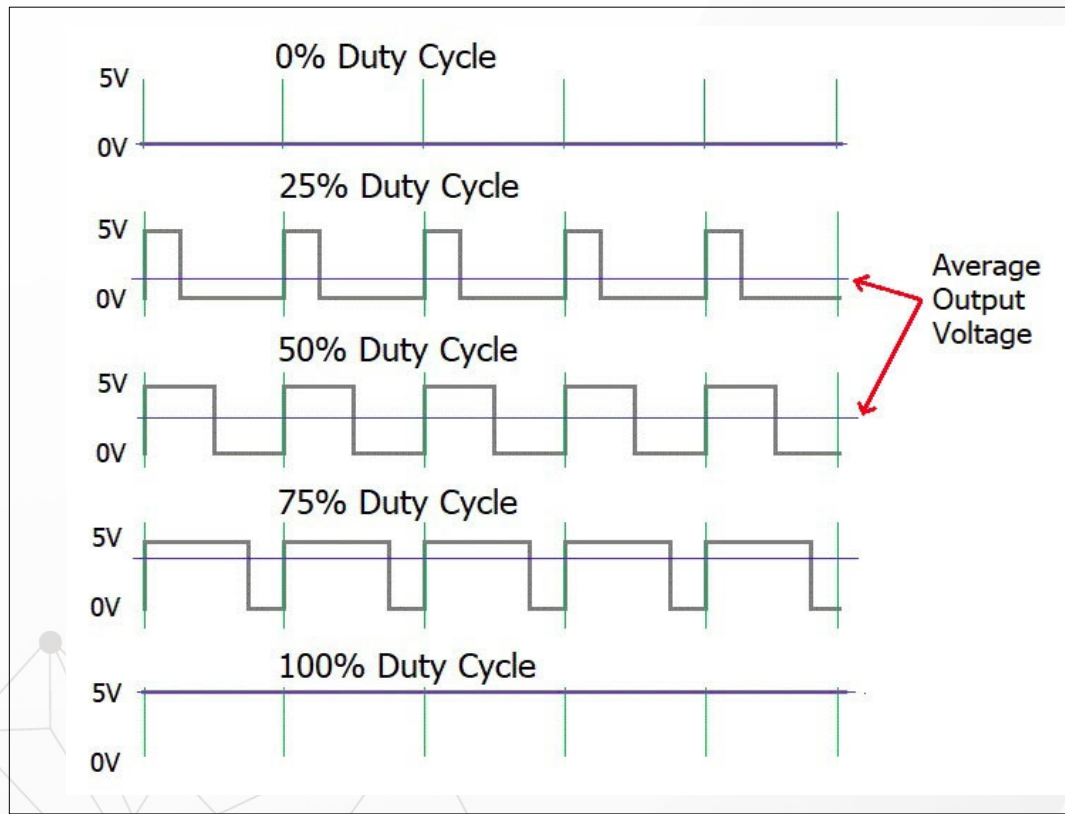 0% Duty Cycle
5V
0V
25% Duty Cycle
5V
0V
Average
Output
Voltage
50% Duty Cycle
5V
0V
75% Duty Cycle
5V
0V
100% Duty Cycle
5V
0V